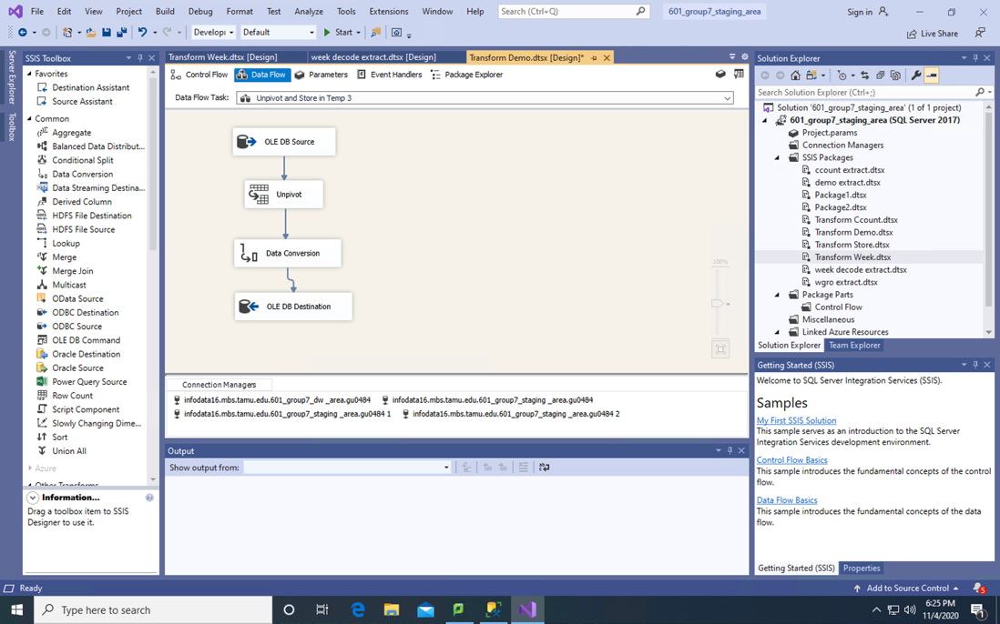 File Edit View Project Build Debug Format Test Analyze Tools Extensions Window Help Search (Ctrl+Q) 601_group7_staging_area Sign in
Developi Default Start Live Share
Server Explorer
Toolbox
SSIS Toolbox
Favorites
Destination Assistant
Source Assistant
Common
Aggregate
Balanced Data Distribut...
Conditional Split
Data Conversion
Data Streaming Destina...
Derived Column
HDFS File Destination
HDFS File Source
Lookup
Merge
Merge Join
Multicast
OData Source
ODBC Destination
ODBC Source
OLE DB Command
Oracle Destination
Oracle Source
Power Query Source
Row Count
Script Component
Slowly Changing Dime...
Sort
Union All
Azure
Other Transforms
Information...
Drag a toolbox item to SSIS
Designer to use it.
Transform Week.dtsx [Design] week decode extract.dtsx [Design] Transform Demo.dtsx [Design]*
Control Flow Data Flow Parameters Event Handlers Package Explorer
Data Flow Task: Unpivot and Store in Temp 3
OLE DB Source
Unpivot
Data Conversion
OLE DB Destination
100%
Connection Managers
infodata16.mbs.tamu.edu.601_group7_dw _area.gu0484 infodata16.mbs.tamu.edu.601_group7_staging _area.gu0484
infodata16.mbs.tamu.edu.601_group7_staging _area.gu0484 1 infodata16.mbs.tamu.edu.601_group7_staging _area.gu0484 2
Output
Show output from:
Solution Explorer
Search Solution Explorer (Ctrl+;)
Solution '601_group7_staging_area' (1 of 1 project)
601_group7_staging_area (SQL Server 2017)
Project.params
Connection Managers
SSIS Packages
ccount extract.dtsx
demo extract.dtsx
Package1.dtsx
Package2.dtsx
Transform Ccount.dtsx
Transform Demo.dtsx
Transform Store.dtsx
Transform Week.dtsx
week decode extract.dtsx
wgro extract.dtsx
Package Parts
Control Flow
Miscellaneous
Linked Azure Resources
Solution Explorer Team Explorer
Getting Started (SSIS)
Welcome to SQL Server Integration Services (SSIS).
Samples
My First SSIS Solution
This sample serves as an introduction to the SQL Server
Integration Services development environment.
Control Flow Basics
This sample introduces the fundamental concepts of the control
flow.
Data Flow Basics
This sample introduces the fundamental concepts of the data
flow.
Getting Started (SSIS) Properties
Ready Add to Source Control 5
Type here to search
6:25 PM
11/4/2020
1